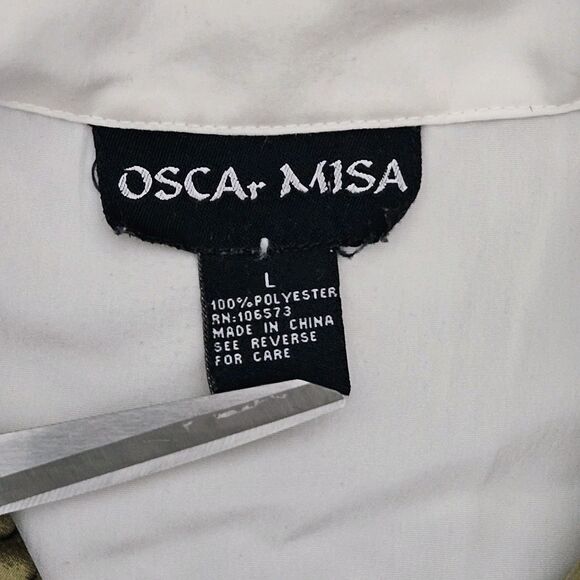 OSCAr MISA
L
100%POLYESTER
RN:106573
MADE IN CHINA
SEE REVERSE
FOR CARE